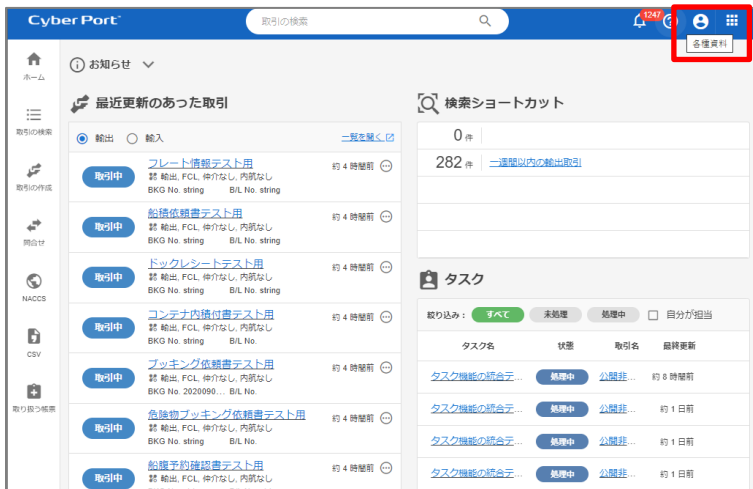 Cyber Port
取引の検索
1247
各種資料
ホーム
取引の検索
取引の作成
問合せ
NACCS
CSV
取り扱う帳票
お知らせ
最近更新のあった取引
輸出 輸入 一覧を開く
取引中
フレート情報テスト用
輸出, FCL, 仲介なし, 内航なし
BKG No. string B/L No. string
約 4 時間前
取引中
船積依頼書テスト用
輸出, FCL, 仲介なし, 内航なし
BKG No. string B/L No. string
約 4 時間前
取引中
ドックレシートテスト用
輸出, FCL, 仲介なし, 内航なし
BKG No. string B/L No. string
約 4 時間前
取引中
コンテナ内積付書テスト用
輸出, FCL, 仲介なし, 内航なし
BKG No. string B/L No. string
約 4 時間前
取引中
ブッキング依頼書テスト用
輸出, FCL, 仲介なし, 内航なし
BKG No. 2020090... B/L No.
約 4 時間前
取引中
危険物ブッキング依頼書テスト用
輸出, FCL, 仲介なし, 内航なし
BKG No. string B/L No.
約 4 時間前
取引中
船腹予約確認書テスト用
輸出, FCL, 仲介なし, 内航なし
約 4 時間前
検索ショートカット
0 件
282 件 一週間以内の輸出取引
タスク
絞り込み： すべて 未処理 処理中 自分が担当
タスク名 状態 取引名 最終更新
タスク機能の統合テ... 処理中 公開非... 約 8 時間前
タスク機能の統合テ... 処理中 公開非... 約 1 日前
タスク機能の統合テ... 処理中 公開非... 約 1 日前
タスク機能の統合テ... 処理中 公開非... 約 1 日前